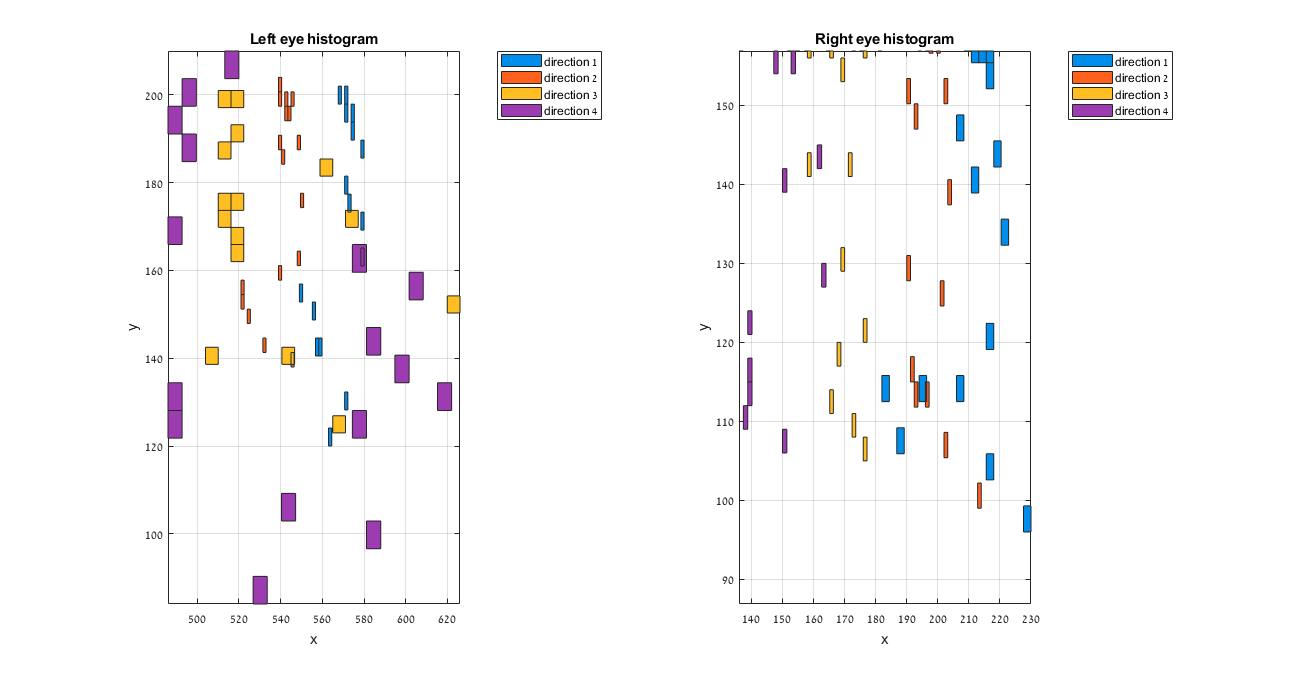 Left eye histogram
200
180
160
140
120
100
500 520 540 560 580 600 620
x
y
direction 1
direction 2
direction 3
direction 4
Right eye histogram
150
140
130
120
110
100
90
140 150 160 170 180 190 200 210 220 230
x
y
direction 1
direction 2
direction 3
direction 4